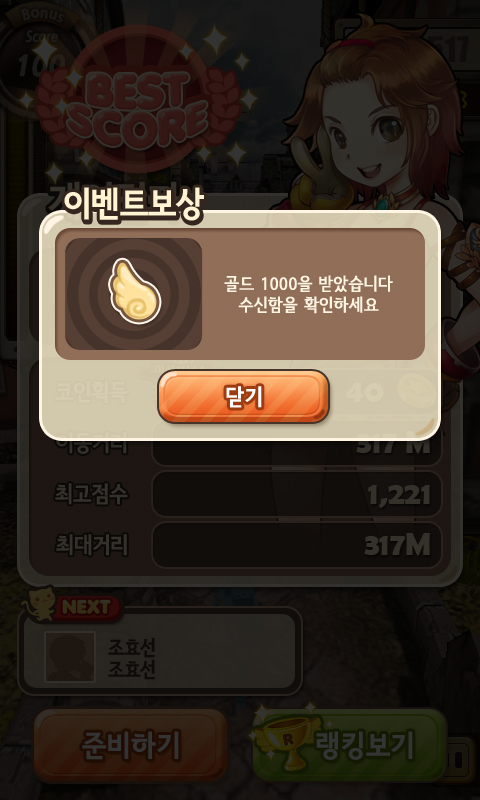 Bonus
Score
100
517
BEST
SCORE
이벤트보상
골드 1000을 받았습니다
수신함을 확인하세요
닫기
코인획득
40
이동거리
317 M
최고점수
1,221
최대거리
317M
NEXT
조효선
조효선
준비하기
R
랭킹보기